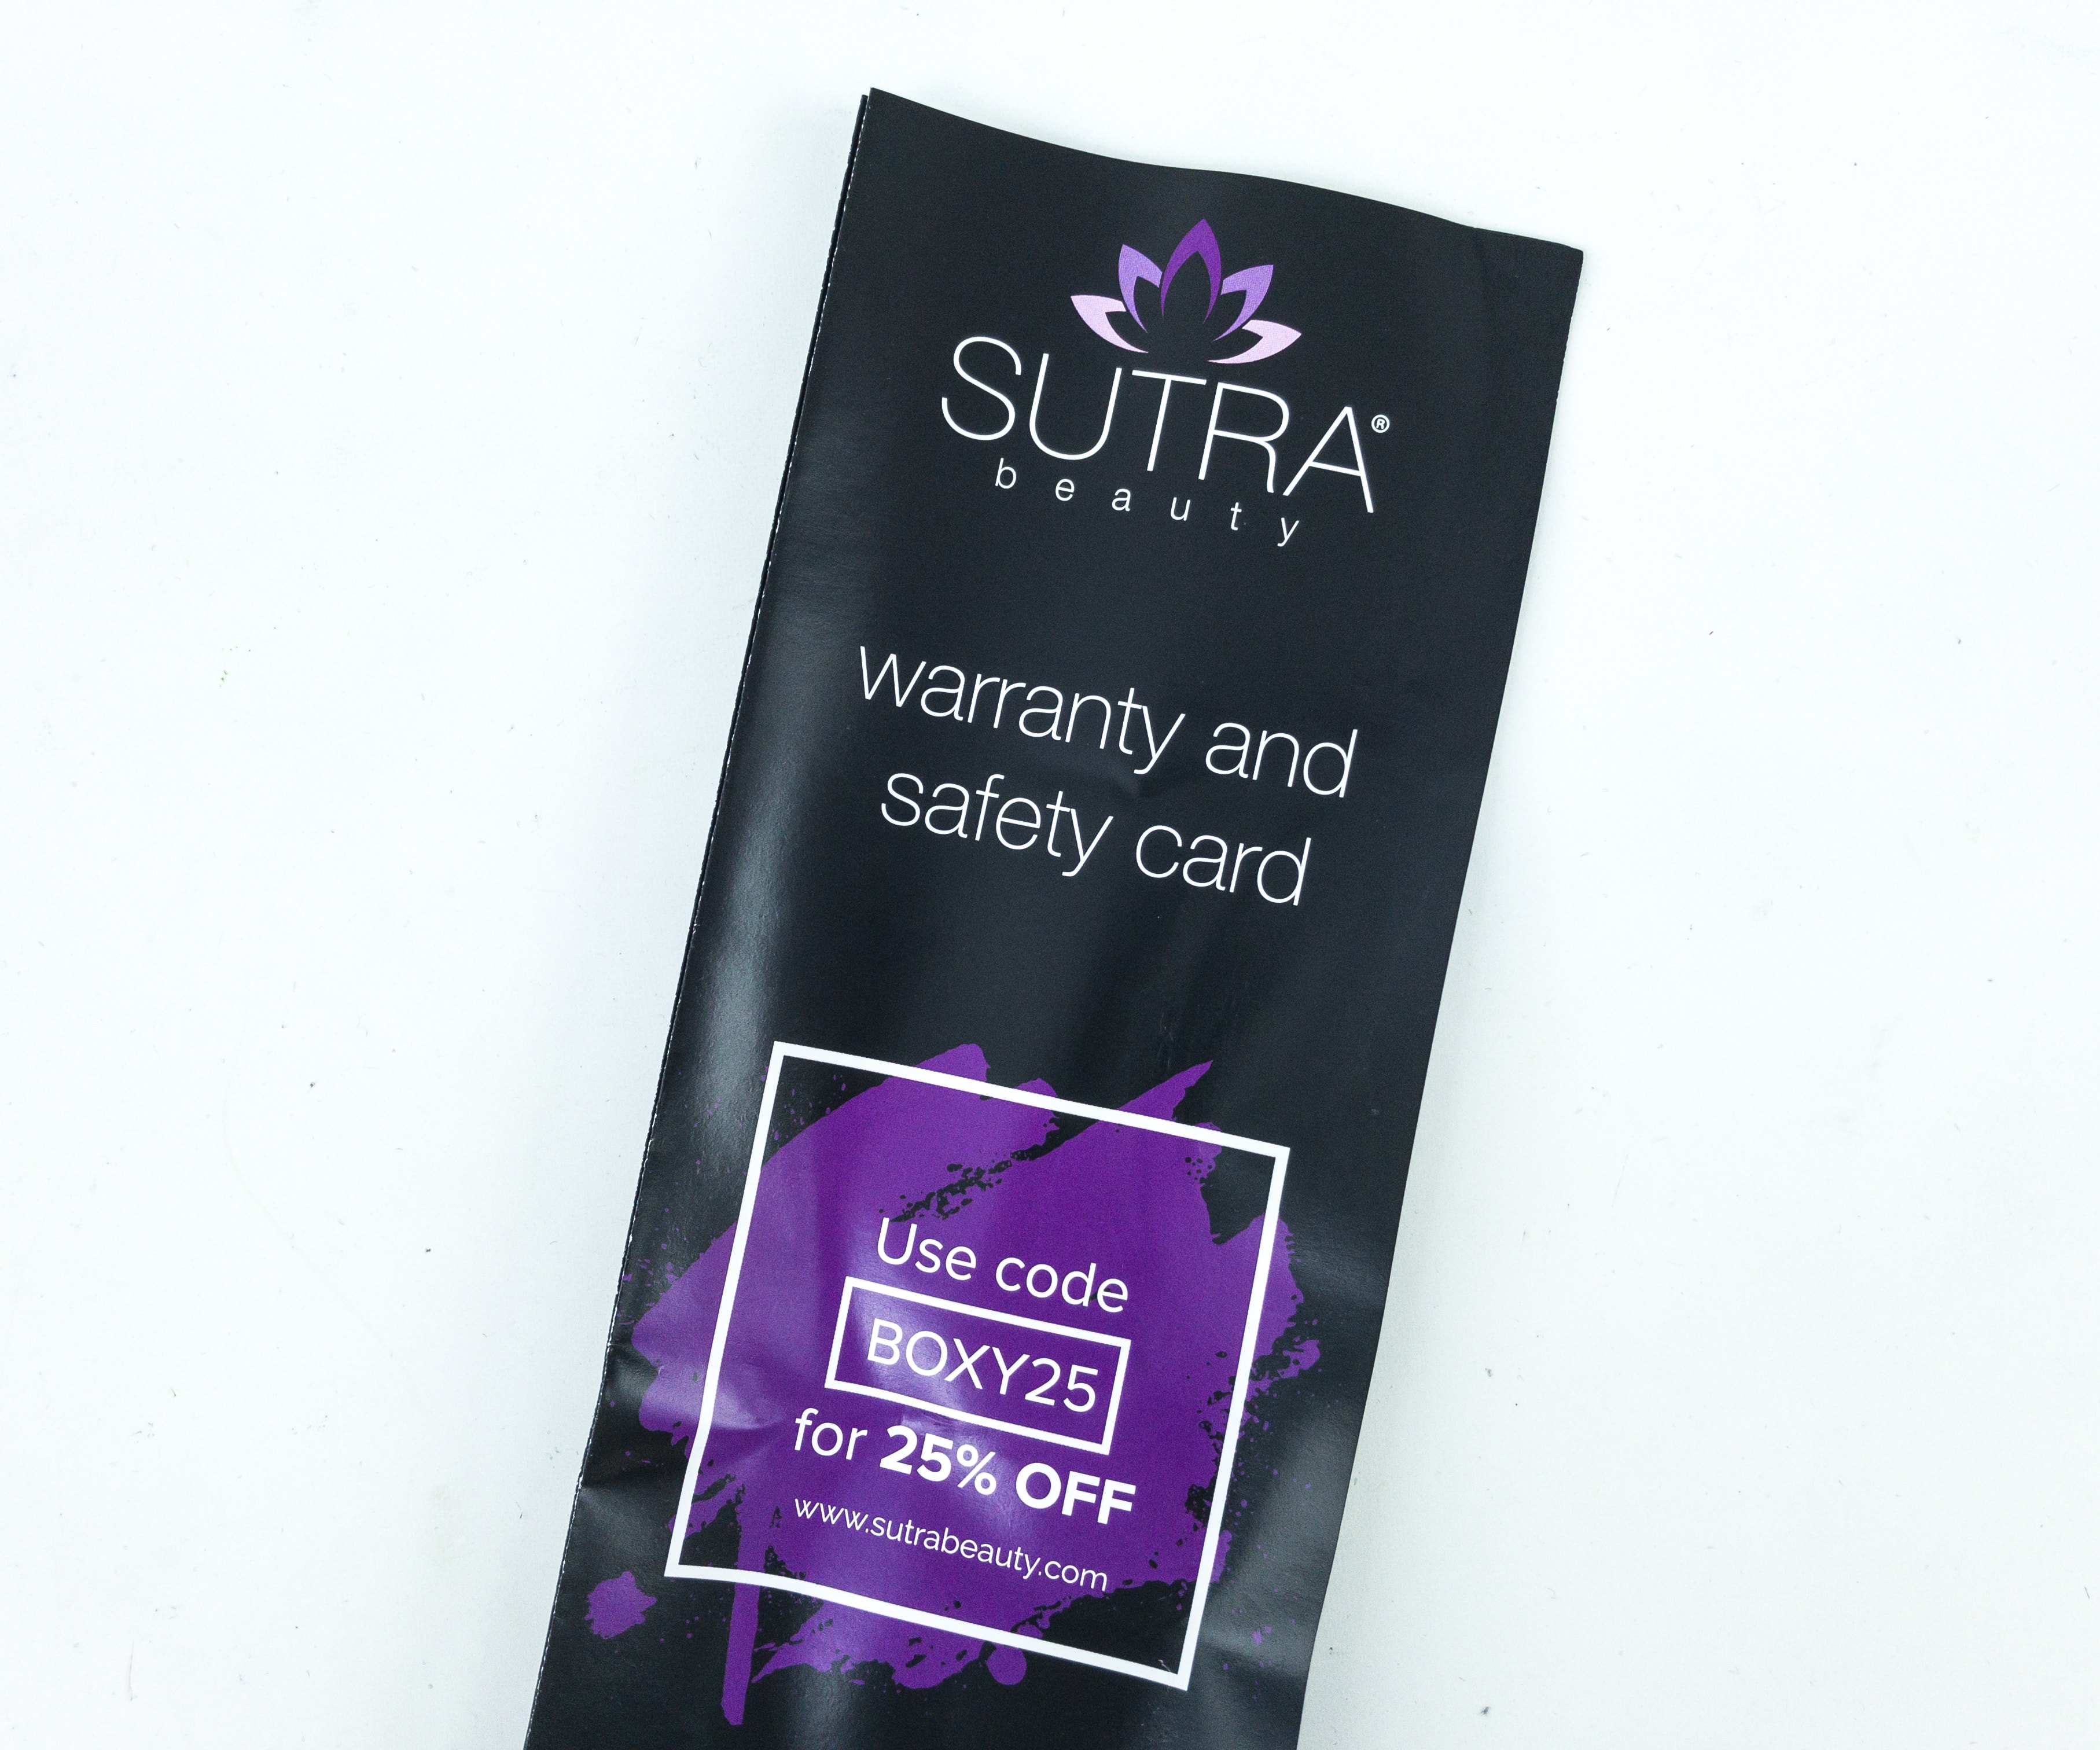 SUTRA®
beauty
warranty and
safety card
Use code
BOXY25
for 25% OFF
www.sutrabeauty.com